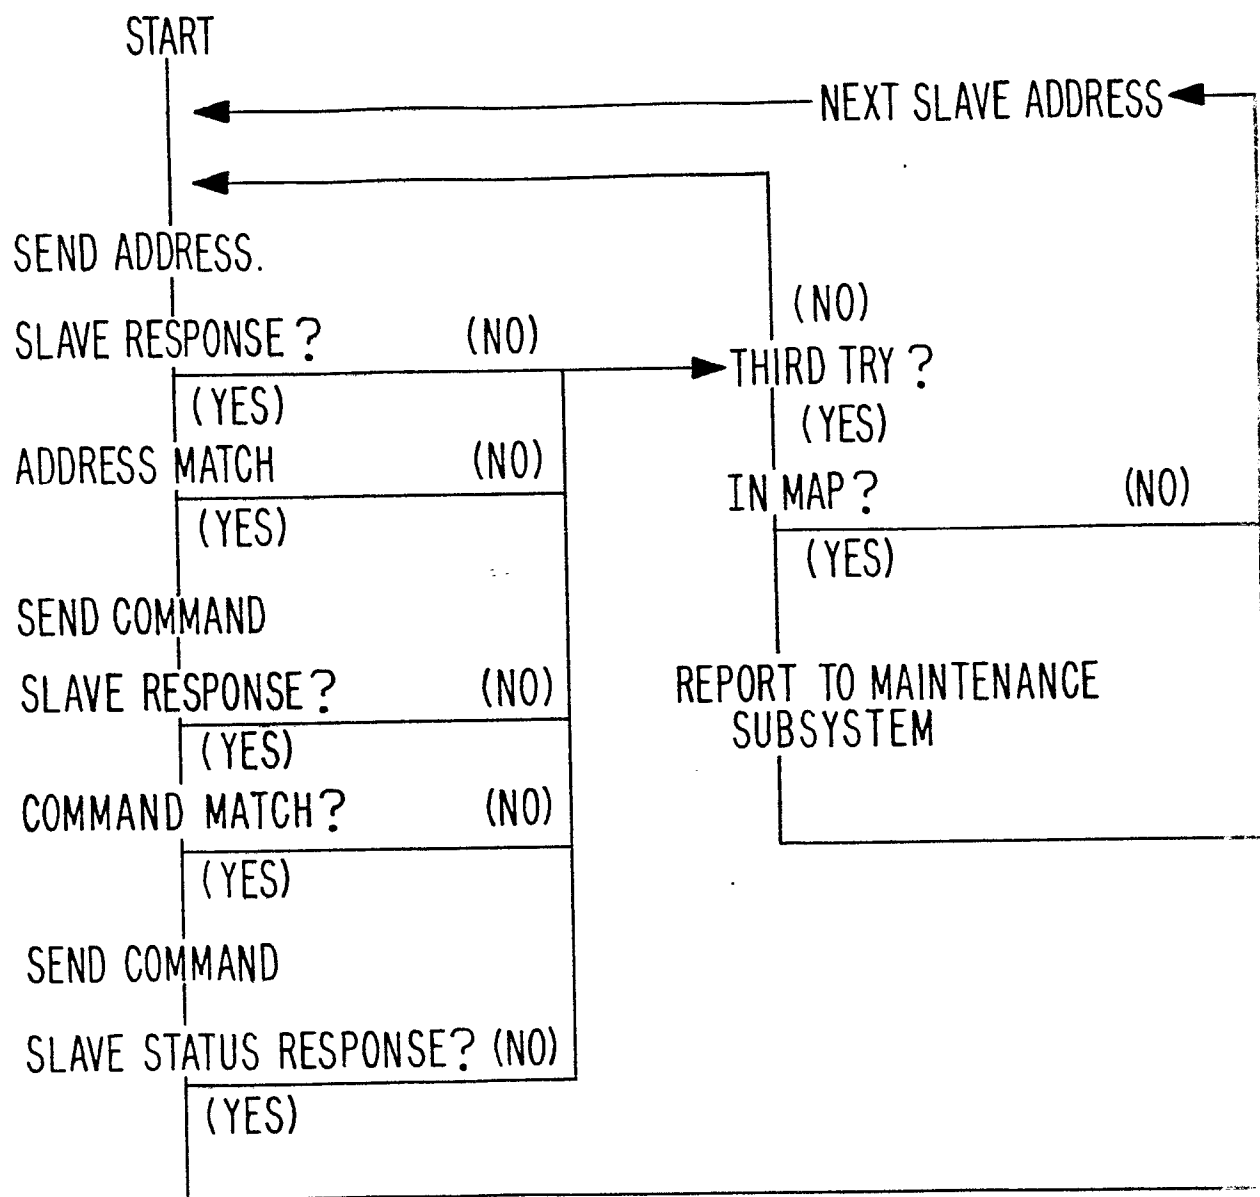 START
NEXT SLAVE ADDRESS
SEND ADDRESS.
SLAVE RESPONSE? (NO)
(YES)
ADDRESS MATCH (NO)
(YES)
SEND COMMAND
SLAVE RESPONSE? (NO)
(YES)
COMMAND MATCH? (NO)
(YES)
SEND COMMAND
SLAVE STATUS RESPONSE? (NO)
(YES)
(NO)
THIRD TRY?
(YES)
IN MAP? (NO)
(YES)
REPORT TO MAINTENANCE
SUBSYSTEM